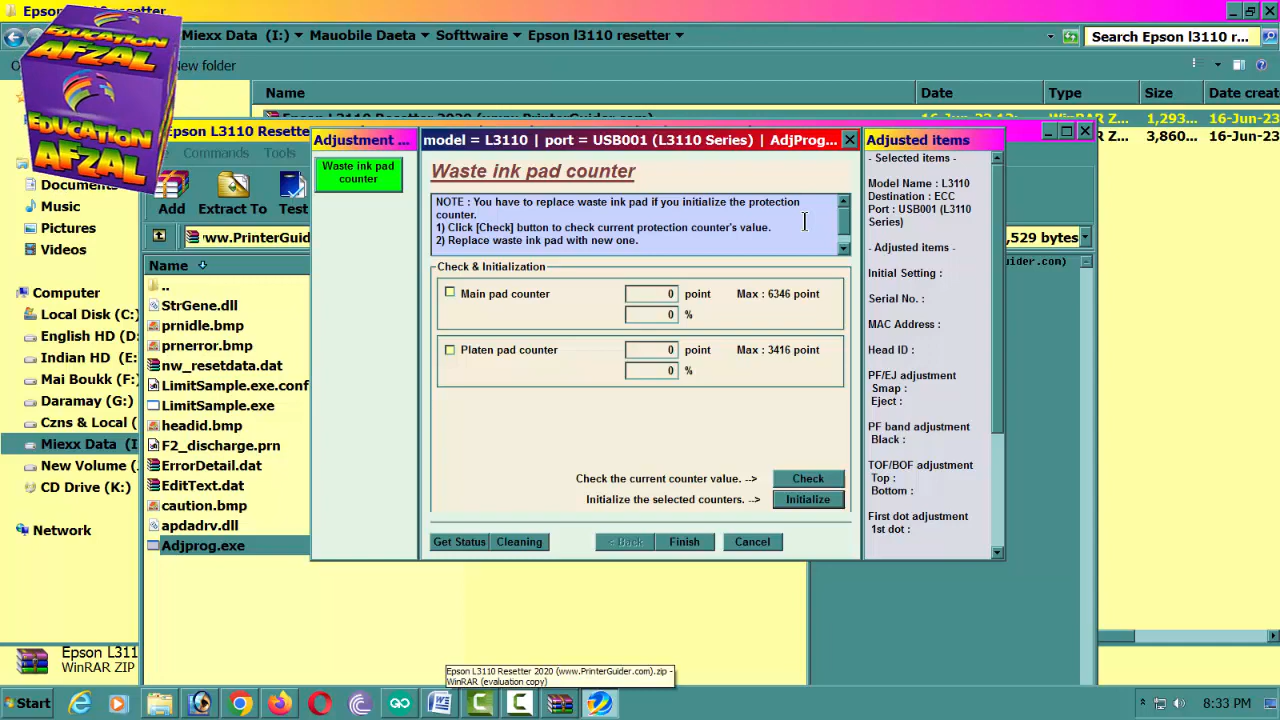 Epson
Miexx Data (I:)
Mauobile Daeta
Softtwaire
Epson l3110 resetter
Search Epson l3110 r...
New folder
EDUCATION
AFZAL
EDUCATION
AFZAL
Name
Date
Type
Size
Date create
16-Jun-23
WinRAR Z...
1,293...
16-Jun-23
WinRAR Z...
3,860...
16-Jun-23
Epson L3110 Resetter 2020 (www.PrinterGuider.com)
Documents
Music
Pictures
Videos
Computer
Local Disk (C:)
English HD (D:
Indian HD (E:
Mai Boukk (F:)
Daramay (G:)
Czns & Local (
Miexx Data (I
New Volume (
CD Drive (K:)
Network
Epson L3110
WinRAR ZIP
Epson L3110 Resette
Commands
Tools
Add
Extract To
Test
ww.PrinterGuid
,529 bytes
Name
..
StrGene.dll
prnidle.bmp
prnerror.bmp
nw_resetdata.dat
LimitSample.exe.conf
LimitSample.exe
headid.bmp
F2_discharge.prn
ErrorDetail.dat
EditText.dat
caution.bmp
apdadrv.dll
Adjprog.exe
ider.com)
Adjustment ...
Waste ink pad
counter
model = L3110 | port = USB001 (L3110 Series) | AdjProg...
Waste ink pad counter
NOTE : You have to replace waste ink pad if you initialize the protection
counter.
1) Click [Check] button to check current protection counter's value.
2) Replace waste ink pad with new one.
Check & Initialization
Main pad counter
0 point Max : 6346 point
0 %
Platen pad counter
0 point Max : 3416 point
0 %
Check the current counter value. -->
Check
Initialize the selected counters. -->
Initialize
Get Status
Cleaning
< Back
Finish
Cancel
Adjusted items
- Selected items -
Model Name : L3110
Destination : ECC
Port : USB001 (L3110
Series)
- Adjusted items -
Initial Setting :
Serial No. :
MAC Address :
Head ID :
PF/EJ adjustment
Smap :
Eject :
PF band adjustment
Black :
TOF/BOF adjustment
Top :
Bottom :
First dot adjustment
1st dot :
Epson L3110 Resetter 2020 (www.PrinterGuider.com).zip -
WinRAR (evaluation copy)
Start
8:33 PM